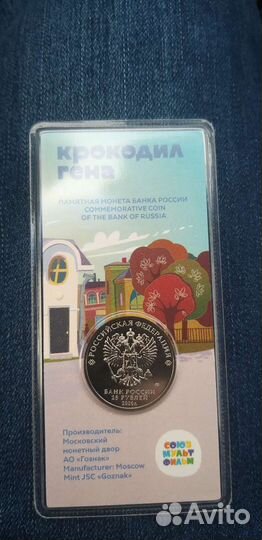 крокодил
гена
ПАМЯТНАЯ МОНЕТА БАНКА РОССИИ
COMMEMORATIVE COIN
OF THE BANK OF RUSSIA
РОССИЙСКАЯ ФЕДЕРАЦИЯ
БАНК РОССИИ
25 РУБЛЕЙ
2020г.
Производитель:
Московский
монетный двор
АО «Гознак»
Manufacturer: Moscow
Mint JSC «Goznak»
СОЮЗ
МУЛЬТ
ФИЛЬМ
Avito